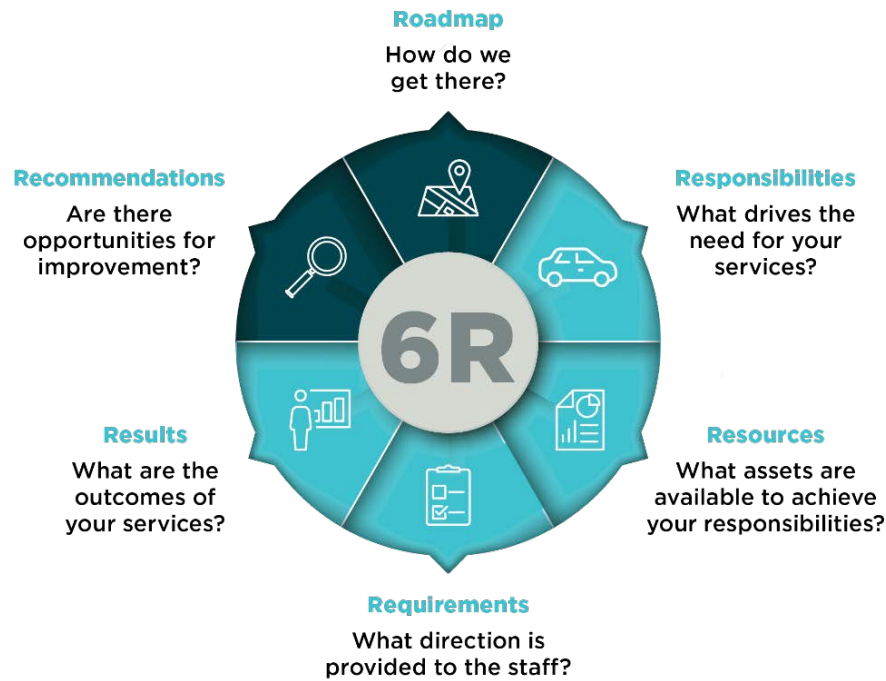 Roadmap
How do we
get there?
Responsibilities
What drives the
need for your
services?
Resources
What assets are
available to achieve
your responsibilities?
Requirements
What direction is
provided to the staff?
Results
What are the
outcomes of
your services?
Recommendations
Are there
opportunities for
improvement?
6R